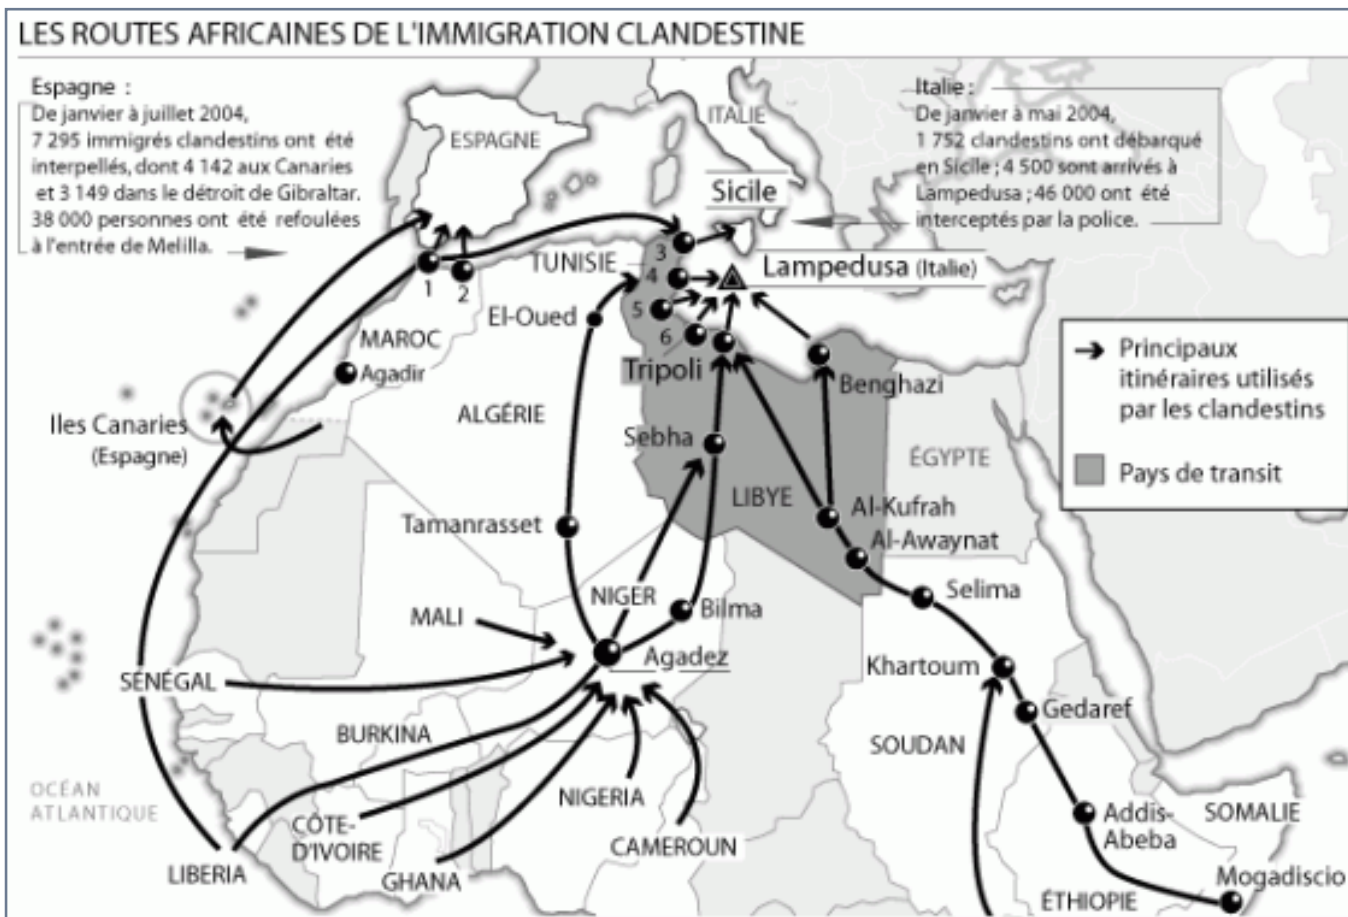 LES ROUTES AFRICAINES DE L'IMMIGRATION CLANDESTINE
Espagne :
De janvier à juillet 2004,
7 295 immigrés clandestins ont été
interpellés, dont 4 142 aux Canaries
et 3 149 dans le détroit de Gibraltar.
38 000 personnes ont été refoulées
à l'entrée de Melilla.
Italie :
De janvier à mai 2004,
1 752 clandestins ont débarqué
en Sicile ; 4 500 sont arrivés à
Lampedusa ; 46 000 ont été
interceptés par la police.
ESPAGNE
ITALIE
Sicile
Lampedusa (Italie)
TUNISIE
1
2
3
4
5
6
El-Oued
MAROC
Agadir
Tripoli
Benghazi
Iles Canaries
(Espagne)
ALGÉRIE
Sebha
LIBYE
ÉGYPTE
Principaux
itinéraires utilisés
par les clandestins
Pays de transit
Tamanrasset
Al-Kufrah
Al-Awaynat
Selima
NIGER
Bilma
MALI
Agadez
SÉNÉGAL
Khartoum
Gedaref
BURKINA
SOUDAN
OCÉAN
ATLANTIQUE
NIGERIA
CÔTE-
D'IVOIRE
CAMEROUN
LIBERIA
GHANA
Addis-
Abeba
SOMALIE
Mogadiscio
ÉTHIOPIE